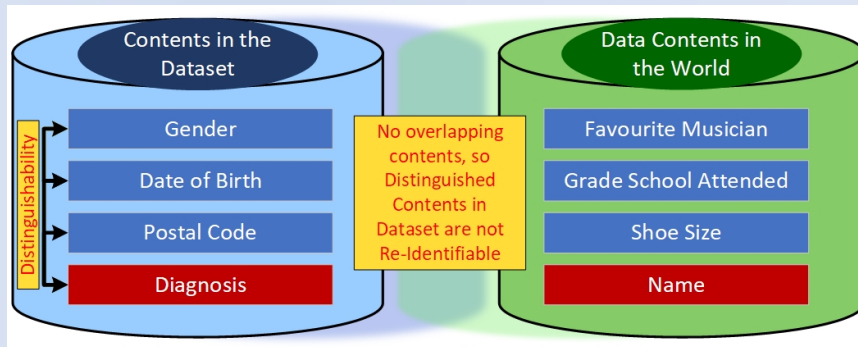 Contents in the
Dataset
Data Contents in
the World
Distinguishability
Gender
Date of Birth
Postal Code
Diagnosis
No overlapping
contents, so
Distinguished
Contents in
Dataset are not
Re-Identifiable
Favourite Musician
Grade School Attended
Shoe Size
Name